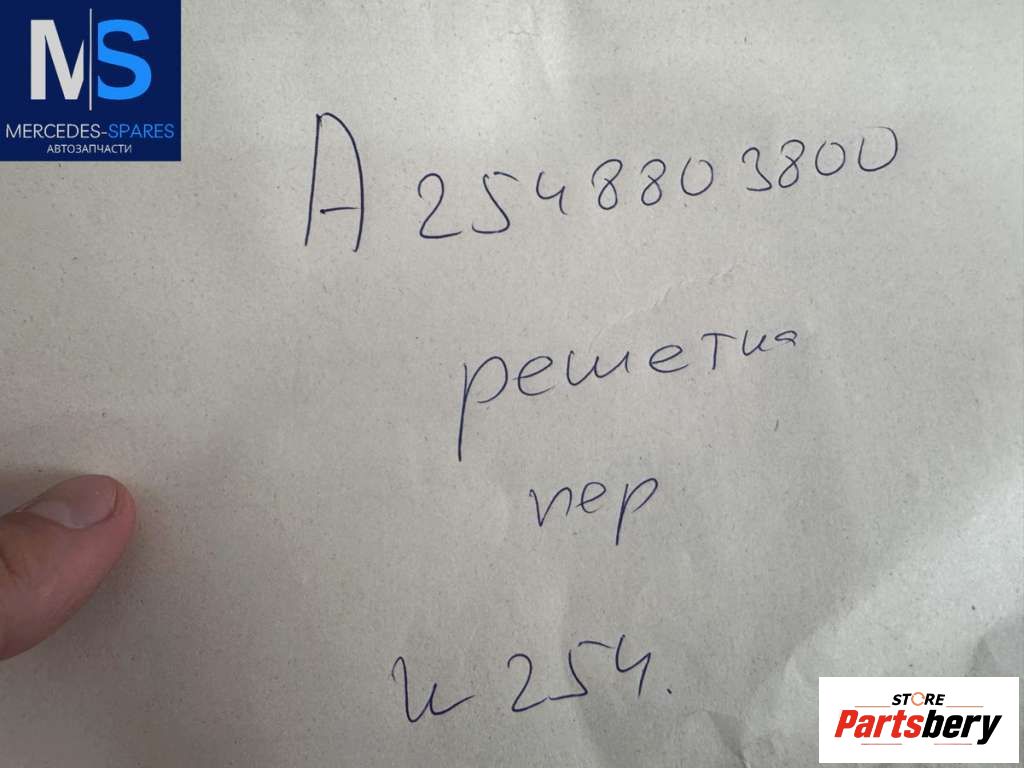 MS
MERCEDES-SPARES
АВТОЗАПЧАСТИ
A 2548803800
решетка
пер
и 254.
STORE
Partsbery